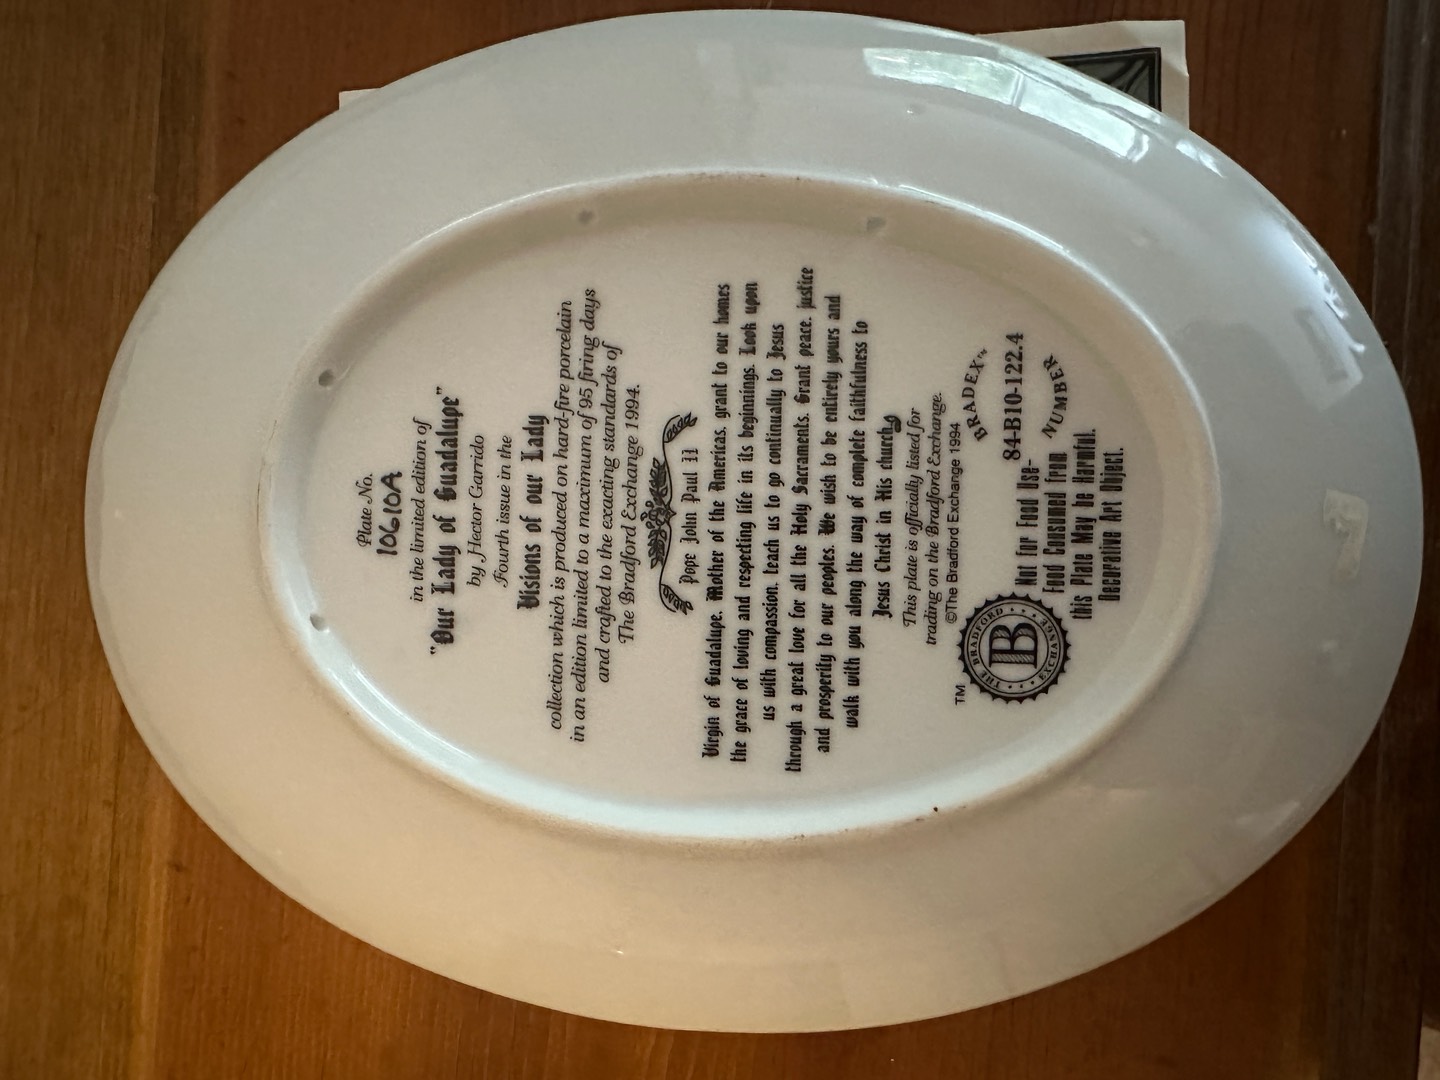 Plate No.
10610A
in the limited edition of
"Our Lady of Guadalupe"
by Hector Garrido
Fourth issue in the
Visions of our Lady
collection which is produced on hard-fire porcelain
in an edition limited to a maximum of 95 firing days
and crafted to the exacting standards of
The Bradford Exchange 1994.
Pope John Paul II
Virgin of Guadalupe, Mother of the Americas, grant to our homes
the grace of loving and respecting life in its beginnings. Look upon
us with compassion, teach us to go continually to Jesus
through a great love for all the Holy Sacraments. Grant peace, justice
and prosperity to our peoples. We wish to be entirely yours and
walk with you along the way of complete faithfulness to
Jesus Christ in His church.
This plate is officially listed for
trading on the Bradford Exchange.
©The Bradford Exchange 1994
TM
THE BRADFORD EXCHANGE
B
BRADEX™
84-B10-122.4
NUMBER
Not For Food Use-
Food Consumed From
this Plate May be Harmful.
Decorative Art Object.